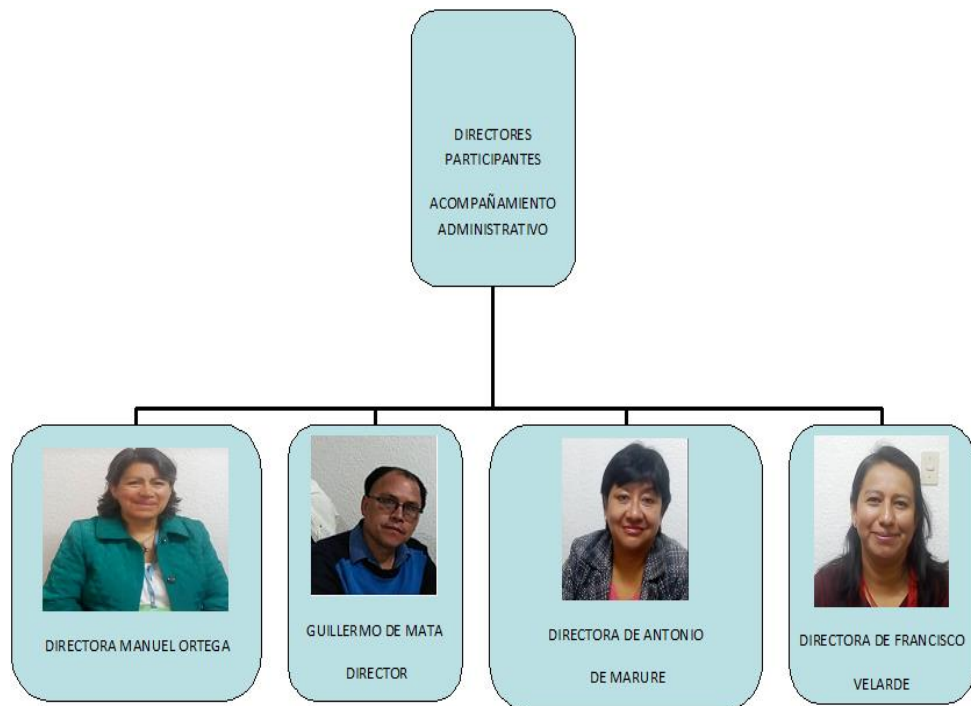 DIRECTORES
PARTICIPANTES
ACOMPAÑAMIENTO
ADMINISTRATIVO
DIRECTORA MANUEL ORTEGA
GUILLERMO DE MATA
DIRECTOR
DIRECTORA DE ANTONIO
DE MARURE
DIRECTORA DE FRANCISCO
VELARDE